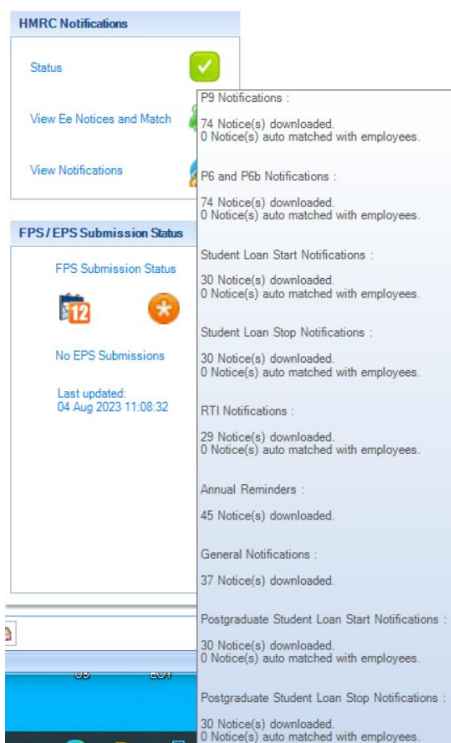 HMRC Notifications
Status
View Ee Notices and Match
View Notifications
FPS / EPS Submission Status
FPS Submission Status
12
No EPS Submissions
Last updated:
04 Aug 2023 11:08:32
P9 Notifications :
74 Notice(s) downloaded.
0 Notice(s) auto matched with employees.
P6 and P6b Notifications :
74 Notice(s) downloaded.
0 Notice(s) auto matched with employees.
Student Loan Start Notifications :
30 Notice(s) downloaded.
0 Notice(s) auto matched with employees.
Student Loan Stop Notifications :
30 Notice(s) downloaded.
0 Notice(s) auto matched with employees.
RTI Notifications :
29 Notice(s) downloaded.
0 Notice(s) auto matched with employees.
Annual Reminders :
45 Notice(s) downloaded.
General Notifications :
37 Notice(s) downloaded.
Postgraduate Student Loan Start Notifications :
30 Notice(s) downloaded.
0 Notice(s) auto matched with employees.
Postgraduate Student Loan Stop Notifications :
30 Notice(s) downloaded.
0 Notice(s) auto matched with employees.